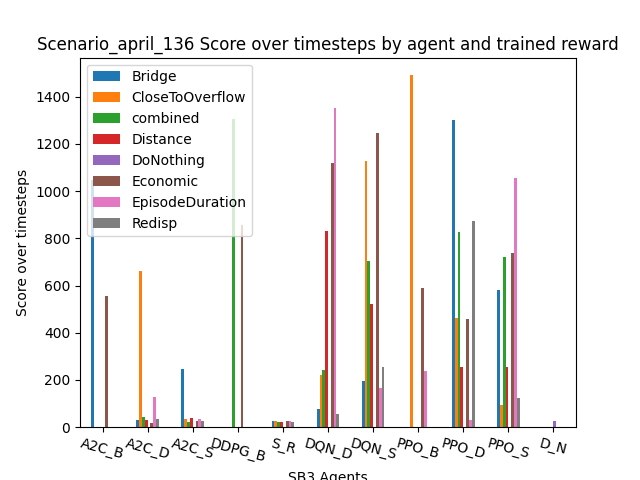 Scenario_april_136 Score over timesteps by agent and trained reward
Score over timesteps
1400
1200
1000
800
600
400
200
0
Bridge
CloseToOverflow
combined
Distance
DoNothing
Economic
EpisodeDuration
Redisp
A2C_B
A2C_D
A2C_S
DDPG_B
S_R
DQN_D
DQN_S
PPO_B
PPO_D
PPO_S
D_N
SB3 Agents